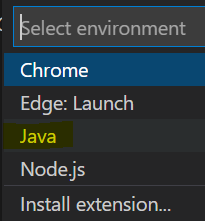 Select environment
Chrome
Edge: Launch
Java
Node.js
Install extension...